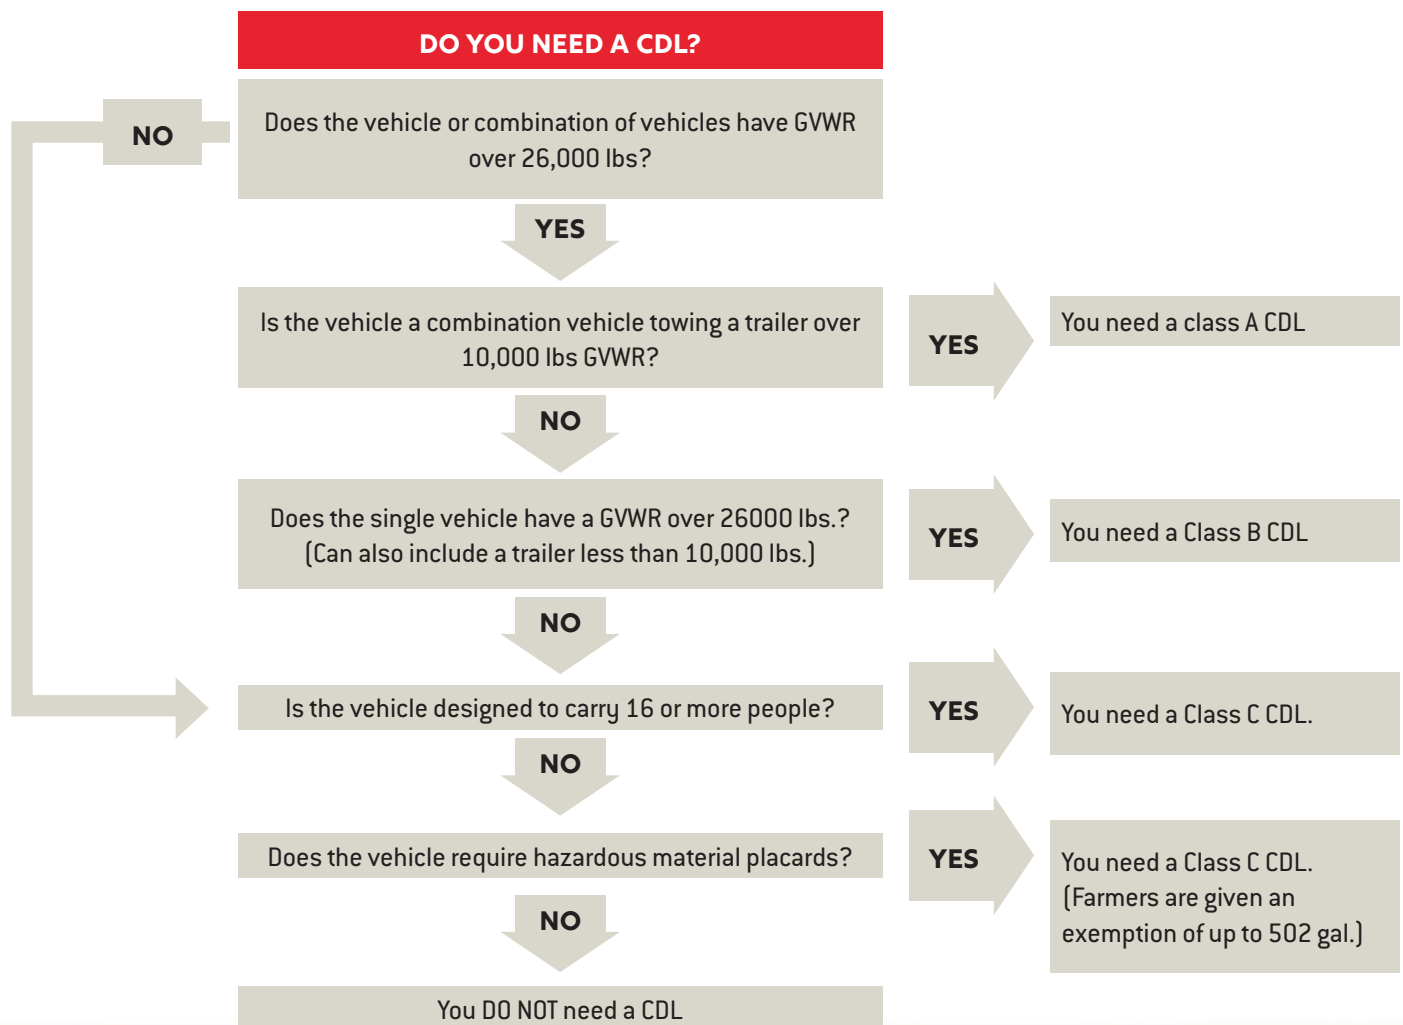 DO YOU NEED A CDL?
NO
Does the vehicle or combination of vehicles have GVWR
over 26,000 lbs?
YES
Is the vehicle a combination vehicle towing a trailer over
10,000 lbs GVWR?
YES
You need a class A CDL
NO
Does the single vehicle have a GVWR over 26000 lbs.?
(Can also include a trailer less than 10,000 lbs.)
YES
You need a Class B CDL
NO
Is the vehicle designed to carry 16 or more people?
YES
You need a Class C CDL.
NO
Does the vehicle require hazardous material placards?
YES
You need a Class C CDL.
(Farmers are given an
exemption of up to 502 gal.)
NO
You DO NOT need a CDL